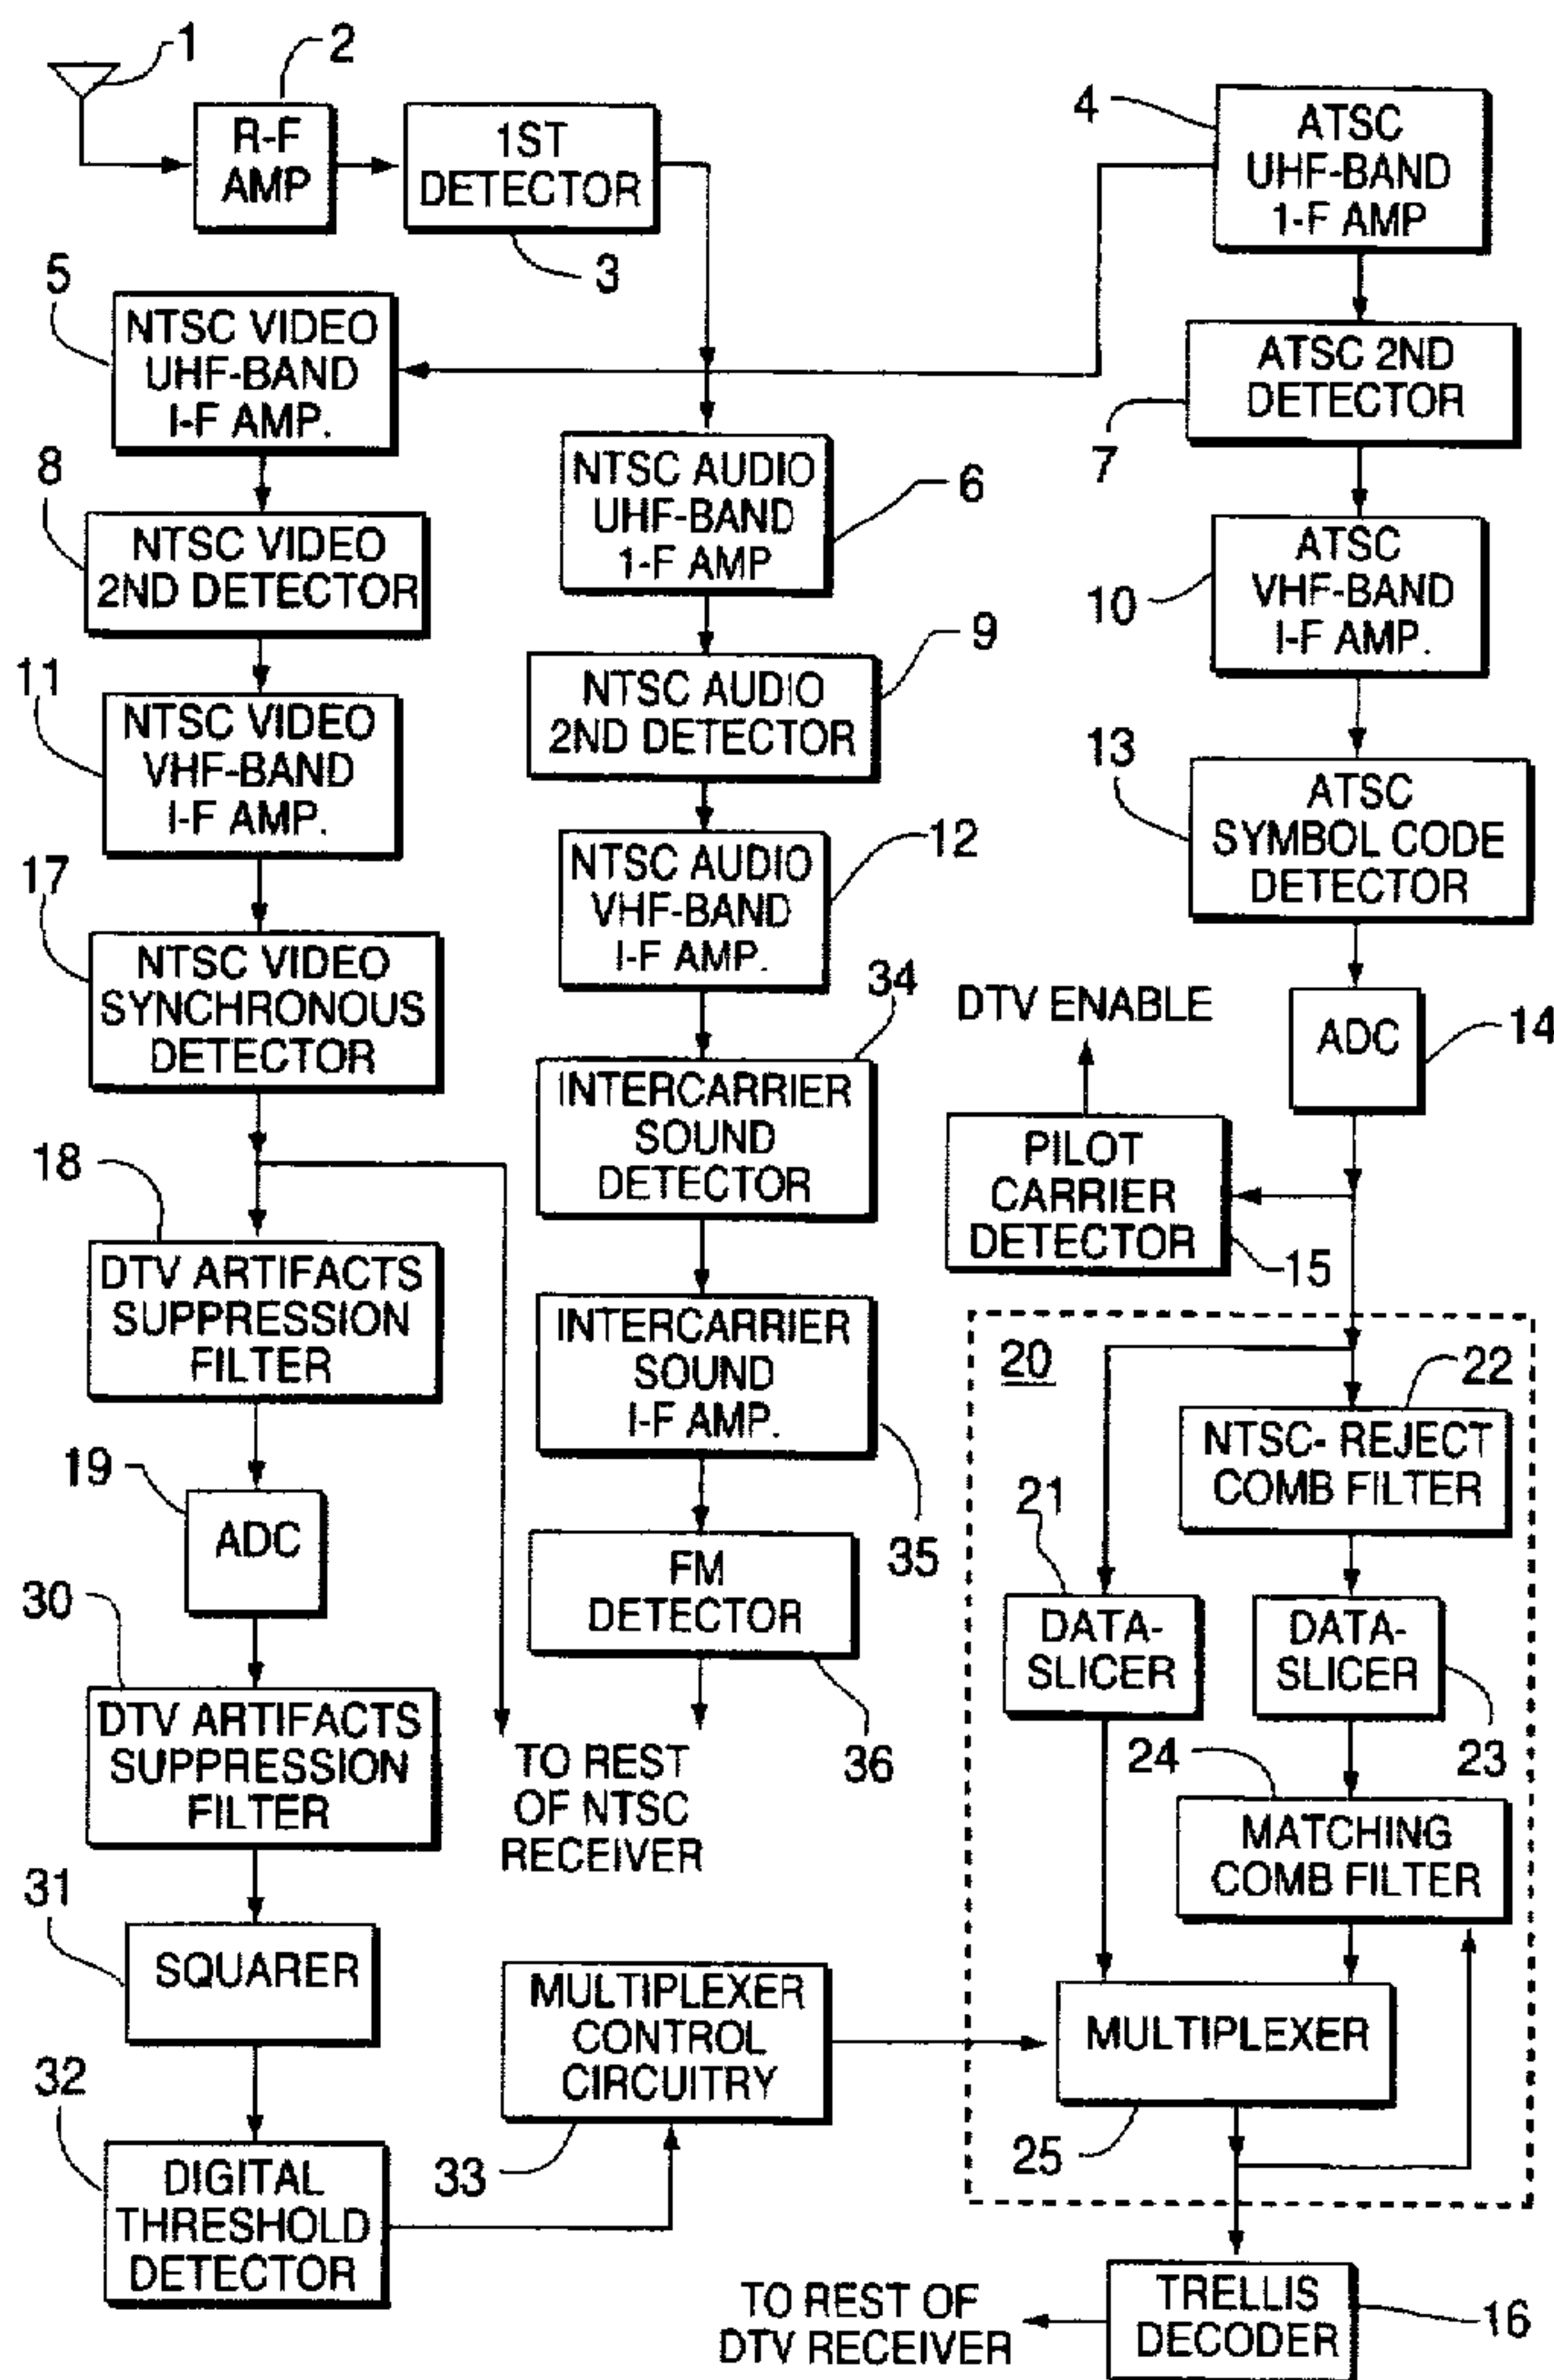 1
2
R-F
AMP
1ST
DETECTOR
3
4
ATSC
UHF-BAND
1-F AMP
5
NTSC VIDEO
UHF-BAND
I-F AMP.
NTSC AUDIO
UHF-BAND
1-F AMP
6
ATSC 2ND
DETECTOR
7
8
NTSC VIDEO
2ND DETECTOR
NTSC AUDIO
2ND DETECTOR
9
ATSC
VHF-BAND
I-F AMP.
10
11
NTSC VIDEO
VHF-BAND
I-F AMP.
NTSC AUDIO
VHF-BAND
I-F AMP.
12
13
ATSC
SYMBOL CODE
DETECTOR
17
NTSC VIDEO
SYNCHRONOUS
DETECTOR
34
INTERCARRIER
SOUND
DETECTOR
DTV ENABLE
ADC
14
PILOT
CARRIER
DETECTOR
15
18
DTV ARTIFACTS
SUPPRESSION
FILTER
INTERCARRIER
SOUND
I-F AMP.
35
20
22
NTSC- REJECT
COMB FILTER
19
ADC
FM
DETECTOR
36
21
DATA-
SLICER
DATA-
SLICER
23
30
DTV ARTIFACTS
SUPPRESSION
FILTER
TO REST
OF NTSC
RECEIVER
24
MATCHING
COMB FILTER
31
SQUARER
MULTIPLEXER
CONTROL
CIRCUITRY
33
MULTIPLEXER
25
32
DIGITAL
THRESHOLD
DETECTOR
TO REST OF
DTV RECEIVER
TRELLIS
DECODER
16